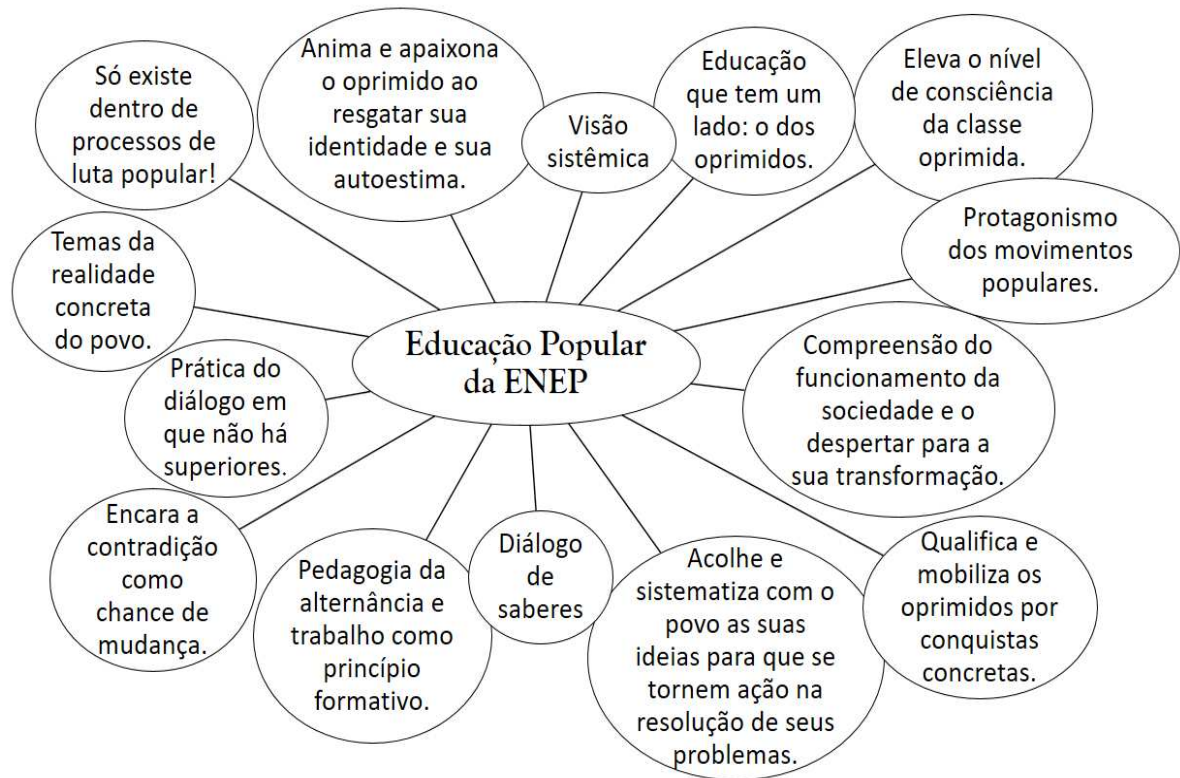 Só existe
dentro de
processos de
luta popular!
Anima e apaixona
o oprimido ao
resgatar sua
identidade e sua
autoestima.
Visão
sistêmica
Educação
que tem um
lado: o dos
oprimidos.
Eleva o nível
de consciência
da classe
oprimida.
Temas da
realidade
concreta
do povo.
Protagonismo
dos movimentos
populares.
Educação Popular
da ENEP
Prática do
diálogo em
que não há
superiores.
Compreensão do
funcionamento da
sociedade e o
despertar para a
sua transformação.
Encara a
contradição
como
chance de
mudança.
Pedagogia da
alternância e
trabalho como
princípio
formativo.
Diálogo
de
saberes
Acolhe e
sistematiza com o
povo as suas
ideias para que se
tornem ação na
resolução de seus
problemas.
Qualifica e
mobiliza os
oprimidos por
conquistas
concretas.